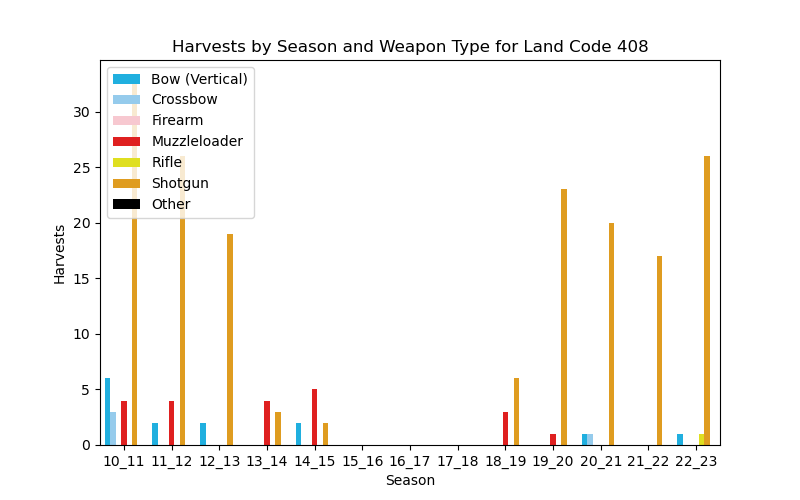 Harvests by Season and Weapon Type for Land Code 408
Bow (Vertical)
Crossbow
Firearm
Muzzleloader
Rifle
Shotgun
Other
30
25
20
15
10
5
0
Harvests
10_11 11_12 12_13 13_14 14_15 15_16 16_17 17_18 18_19 19_20 20_21 21_22 22_23
Season